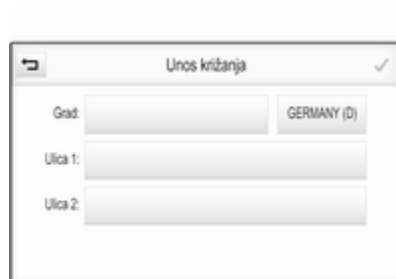 Unos križanja
Grad: GERMANY (D)
Ulica 1:
Ulica 2: